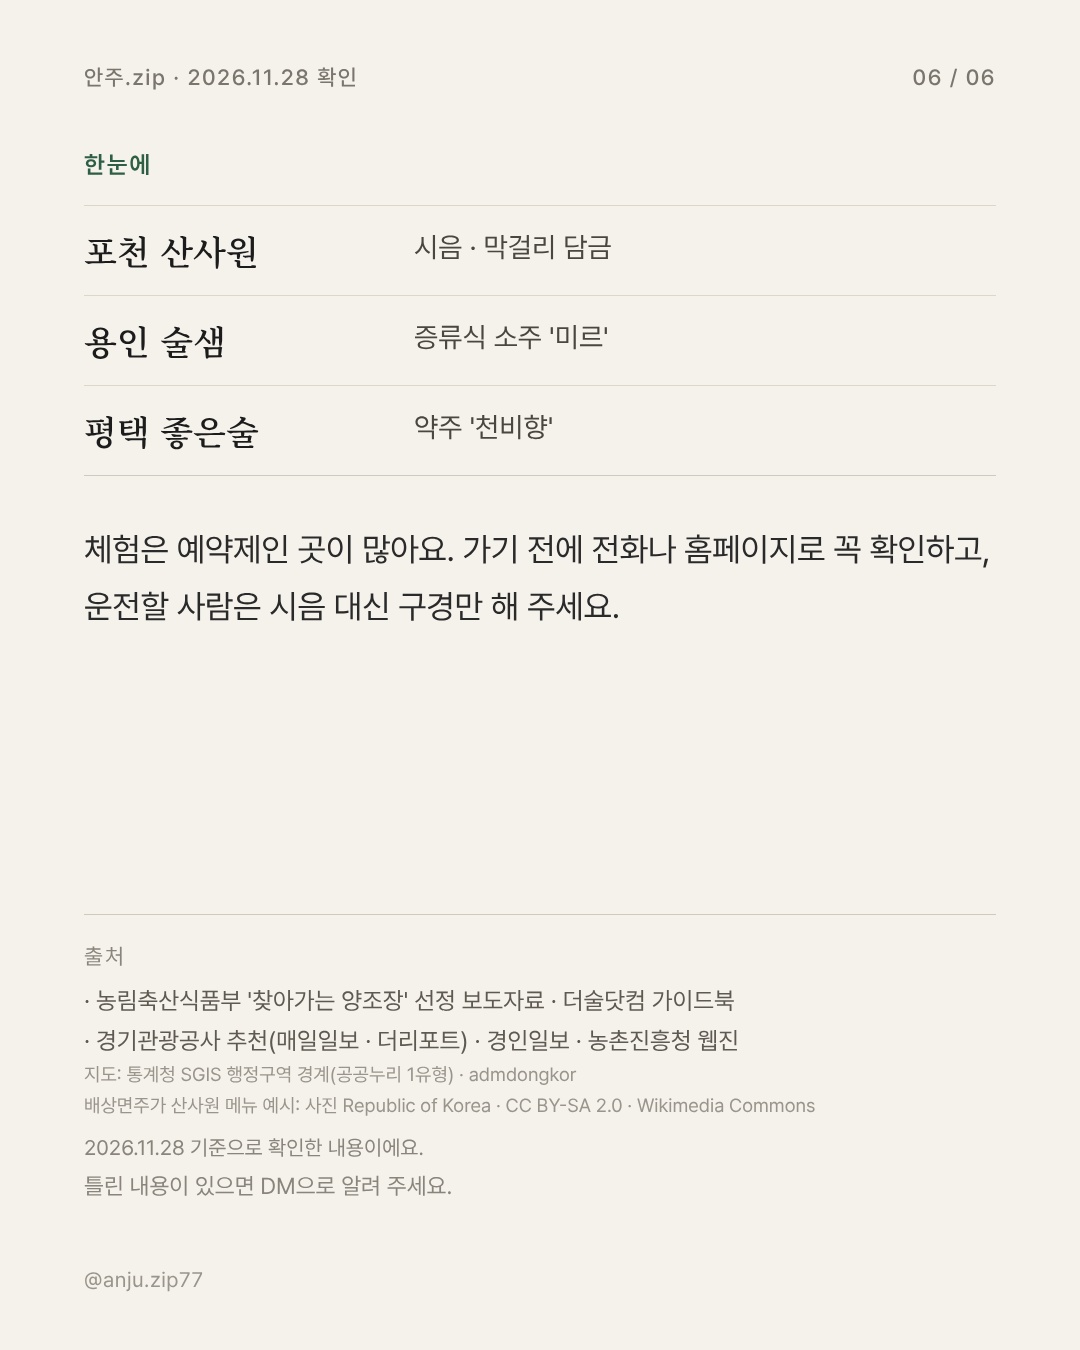 안주.zip · 2026.11.28 확인
06 / 06
한눈에
포천 산사원
시음 · 막걸리 담금
용인 술샘
증류식 소주 '미르'
평택 좋은술
약주 '천비향'
체험은 예약제인 곳이 많아요. 가기 전에 전화나 홈페이지로 꼭 확인하고,
운전할 사람은 시음 대신 구경만 해 주세요.
출처
· 농림축산식품부 '찾아가는 양조장' 선정 보도자료 · 더술닷컴 가이드북
· 경기관광공사 추천(매일일보 · 더리포트) · 경인일보 · 농촌진흥청 웹진
지도: 통계청 SGIS 행정구역 경계(공공누리 1유형) · admdongkor
배상면주가 산사원 메뉴 예시: 사진 Republic of Korea · CC BY-SA 2.0 · Wikimedia Commons
2026.11.28 기준으로 확인한 내용이에요.
틀린 내용이 있으면 DM으로 알려 주세요.
@anju.zip77